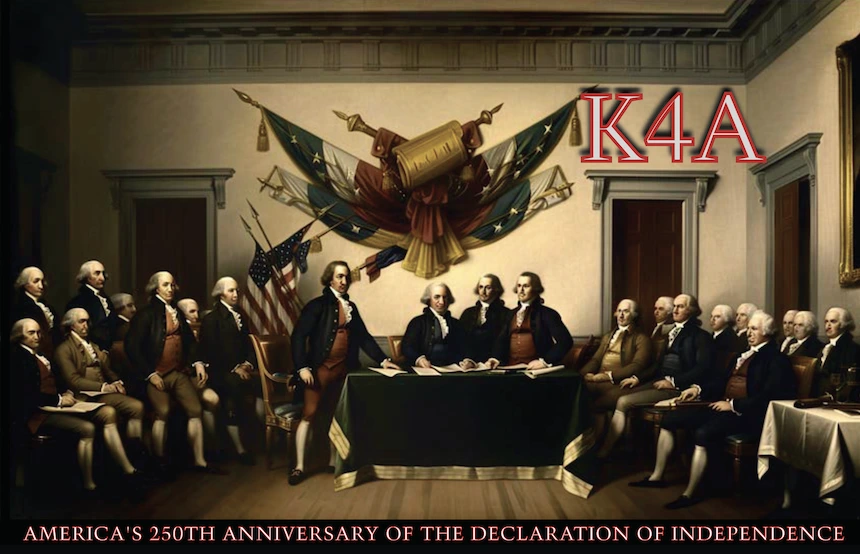 K4A
AMERICA'S 250TH ANNIVERSARY OF THE DECLARATION OF INDEPENDENCE